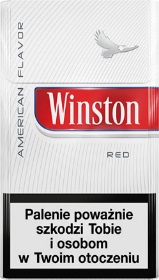 AMERICAN FLAVOR
Winston
RED
Palenie poważnie
szkodzi Tobie
i osobom
w Twoim otoczeniu